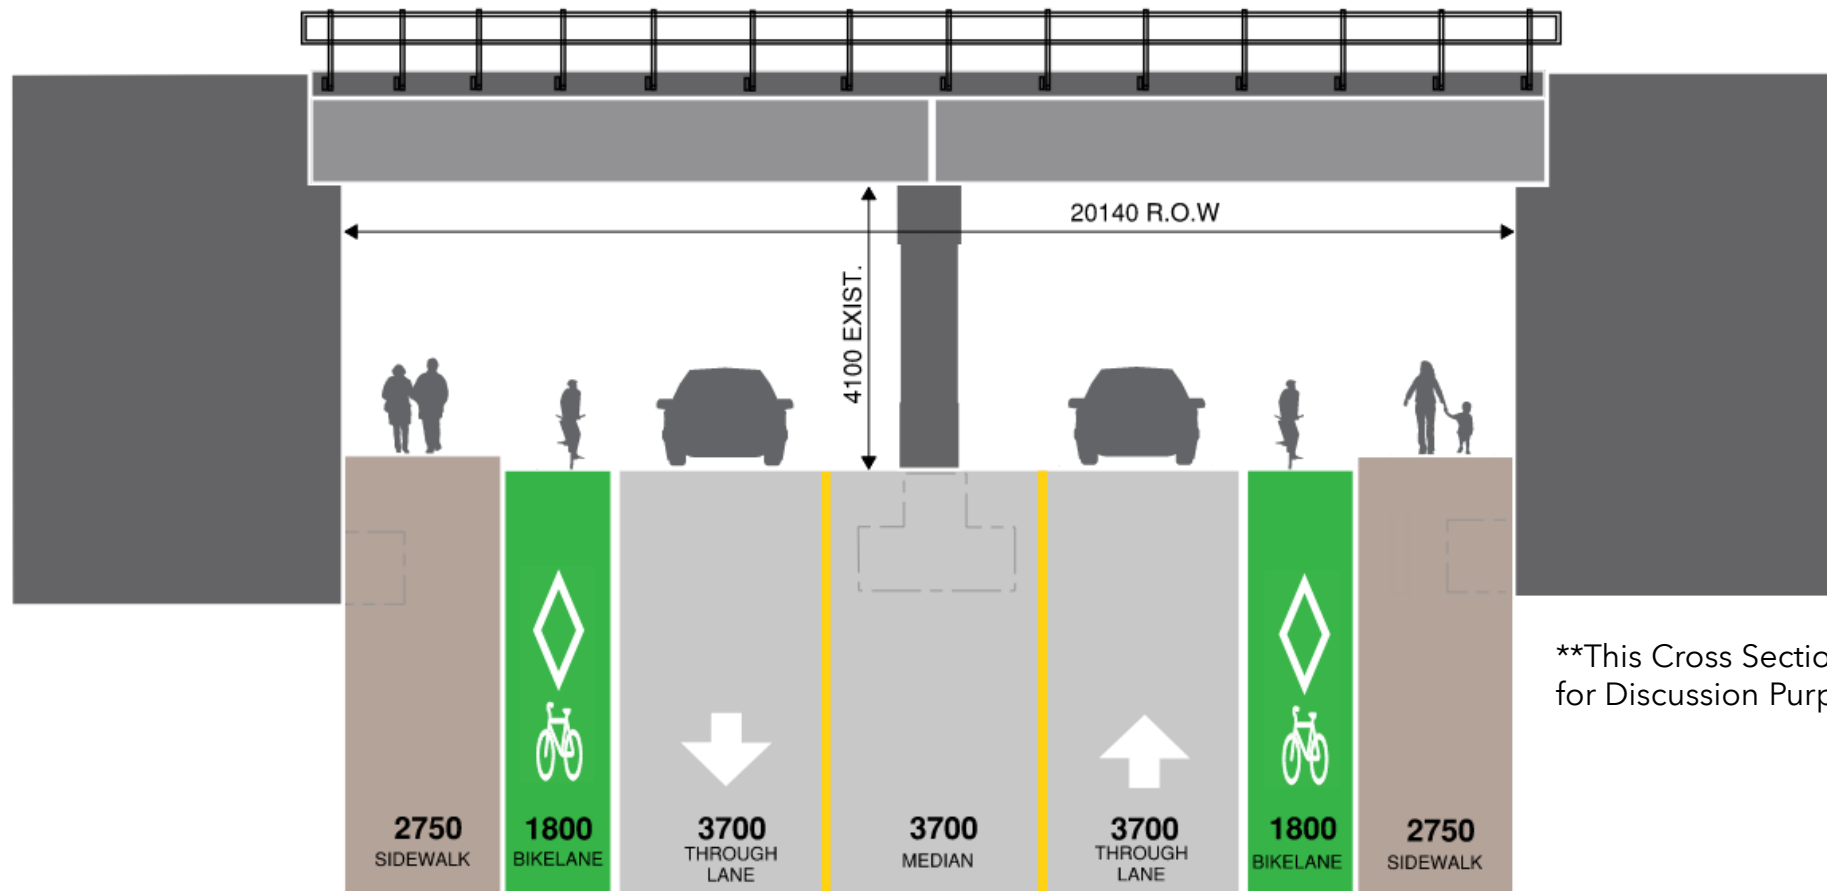 20140 R.O.W
4100 EXIST.
**This Cross Sectio
for Discussion Purp
2750
SIDEWALK
1800
BIKELANE
3700
THROUGH
LANE
3700
MEDIAN
3700
THROUGH
LANE
1800
BIKELANE
2750
SIDEWALK